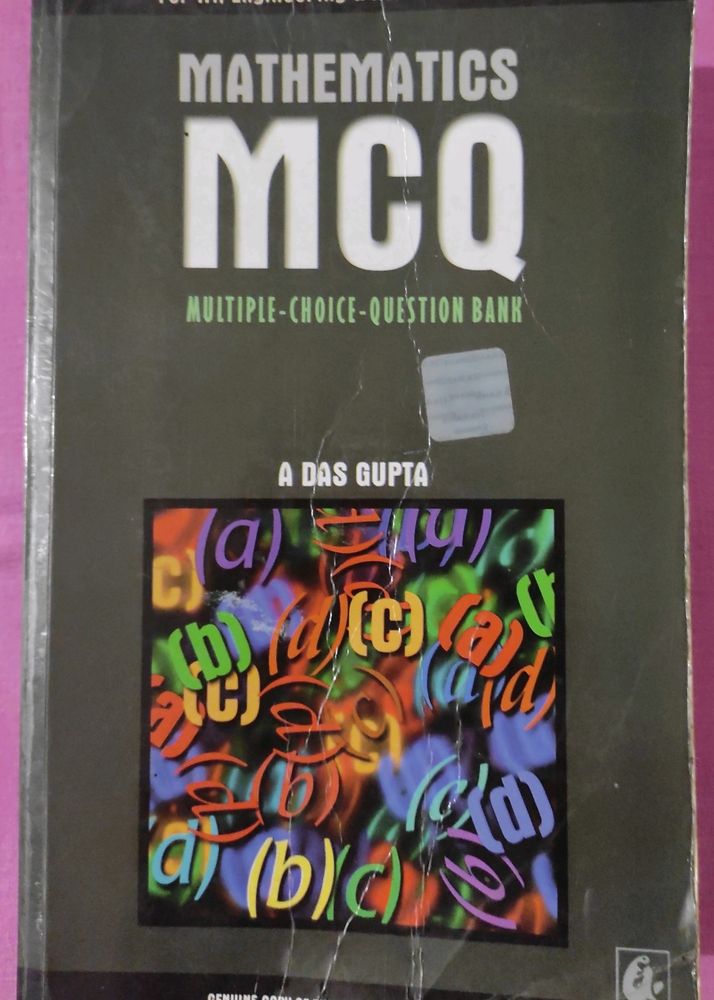 MATHEMATICS
MCQ
MULTIPLE-CHOICE-QUESTION BANK
A DAS GUPTA
(a)
c)
(b)
(d)
(c)
(a)
(c)
a)
(d)
(b)
(c)
(d)
a)
(b)
(c)
(b)